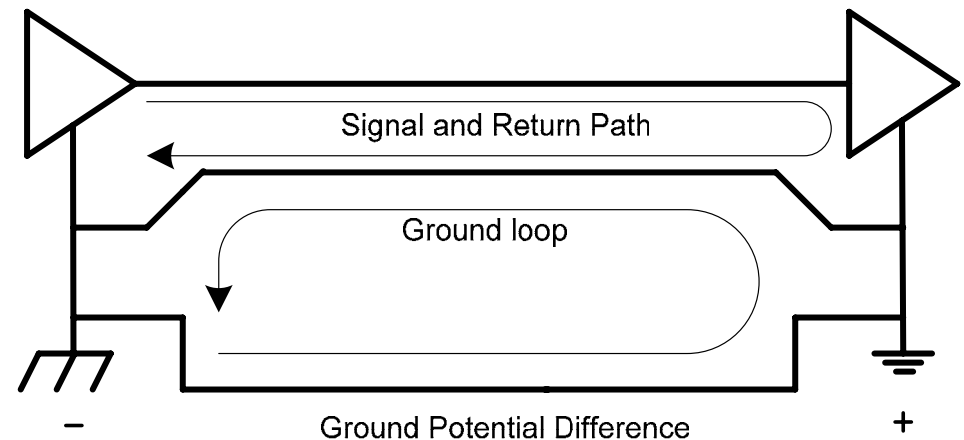 Signal and Return Path
Ground loop
Ground Potential Difference
− +